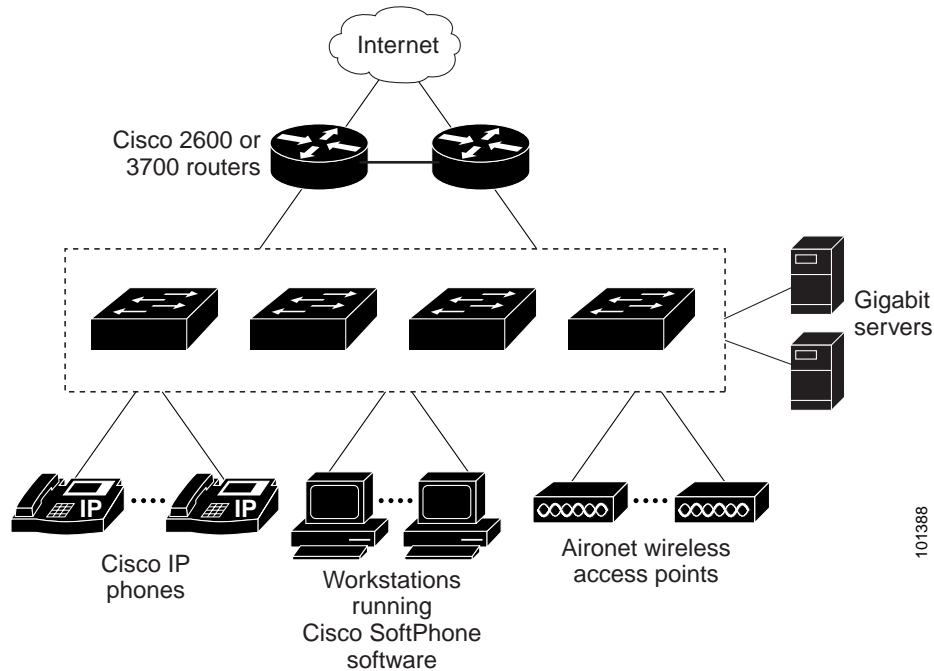 Internet
Cisco 2600 or
3700 routers
Gigabit
servers
IP
IP
Cisco IP
phones
Workstations
running
Cisco SoftPhone
software
Aironet wireless
access points
101388